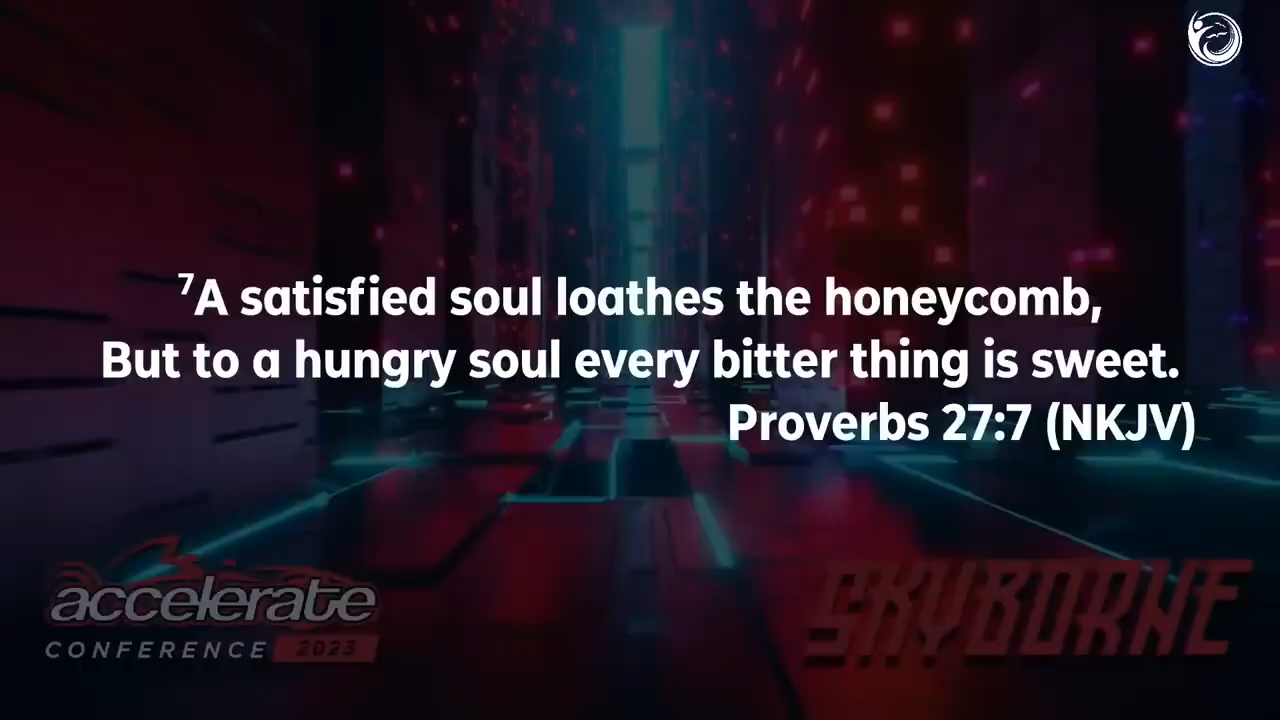 ⁷A satisfied soul loathes the honeycomb,
But to a hungry soul every bitter thing is sweet.
Proverbs 27:7 (NKJV)
accelerate
CONFERENCE 2023
SKYBORNE